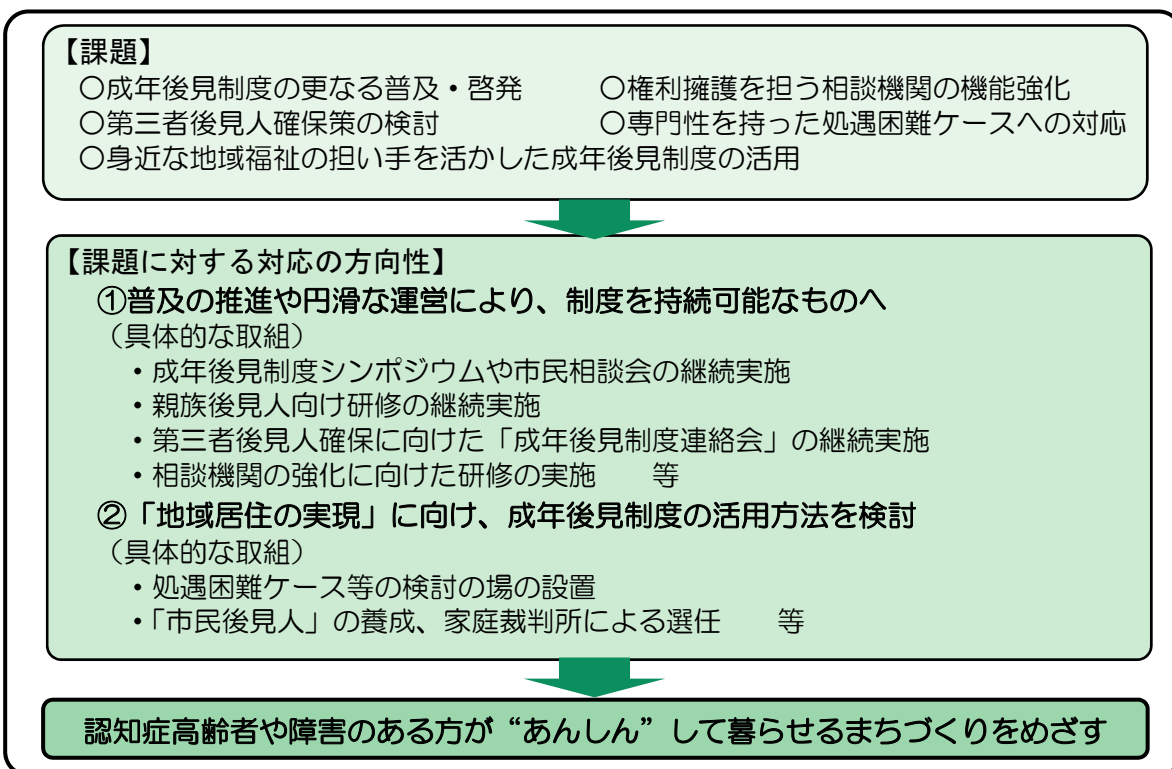 【課題】
○成年後見制度の更なる普及・啓発　　○権利擁護を担う相談機関の機能強化
○第三者後見人確保策の検討　　○専門性を持った処遇困難ケースへの対応
○身近な地域福祉の担い手を活かした成年後見制度の活用
【課題に対する対応の方向性】
①普及の推進や円滑な運営により、制度を持続可能なものへ
（具体的な取組）
・成年後見制度シンポジウムや市民相談会の継続実施
・親族後見人向け研修の継続実施
・第三者後見人確保に向けた「成年後見制度連絡会」の継続実施
・相談機関の強化に向けた研修の実施　　等
②「地域居住の実現」に向け、成年後見制度の活用方法を検討
（具体的な取組）
・処遇困難ケース等の検討の場の設置
・「市民後見人」の養成、家庭裁判所による選任　　等
認知症高齢者や障害のある方が“あんしん”して暮らせるまちづくりをめざす